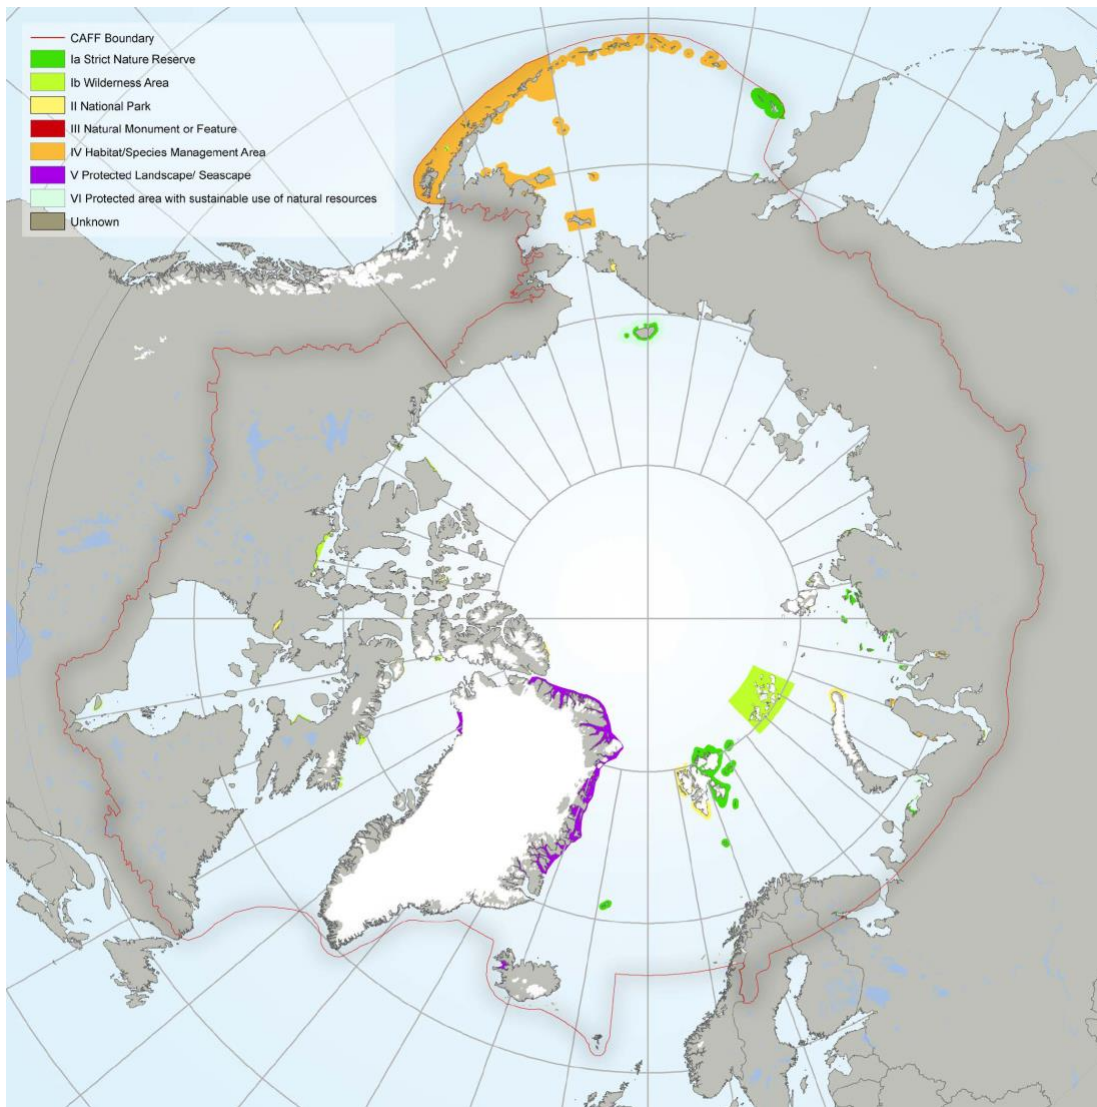 CAFF Boundary
Ia Strict Nature Reserve
Ib Wilderness Area
II National Park
III Natural Monument or Feature
IV Habitat/Species Management Area
V Protected Landscape/ Seascape
VI Protected area with sustainable use of natural resources
Unknown